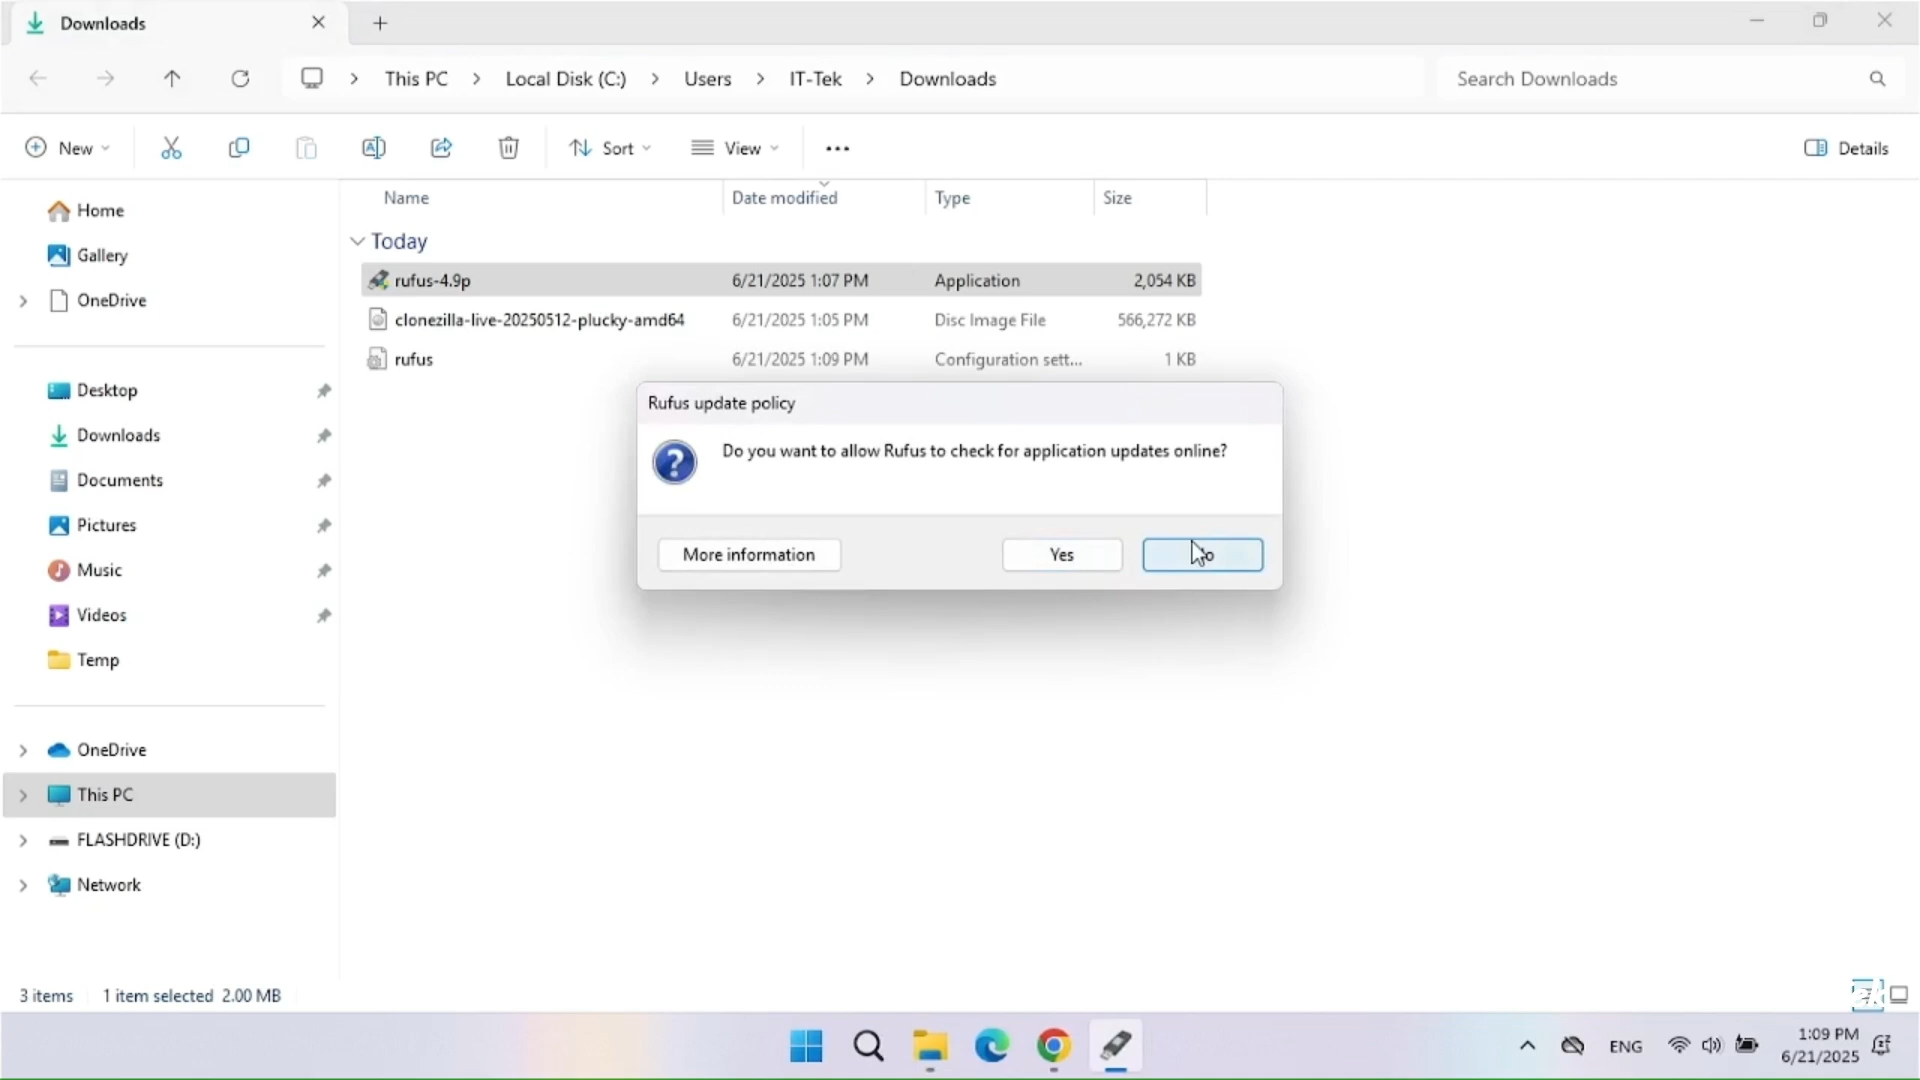 Downloads
This PC > Local Disk (C:) > Users > IT-Tek > Downloads
Search Downloads
New
Sort
View
Details
Name Date modified Type Size
Today
rufus-4.9p 6/21/2025 1:07 PM Application 2,054 KB
clonezilla-live-20250512-plucky-amd64 6/21/2025 1:05 PM Disc Image File 566,272 KB
rufus 6/21/2025 1:09 PM Configuration sett... 1 KB
Home
Gallery
OneDrive
Desktop
Downloads
Documents
Pictures
Music
Videos
Temp
OneDrive
This PC
FLASHDRIVE (D:)
Network
Rufus update policy
Do you want to allow Rufus to check for application updates online?
More information
Yes
3 items 1 item selected 2.00 MB
ENG
1:09 PM
6/21/2025